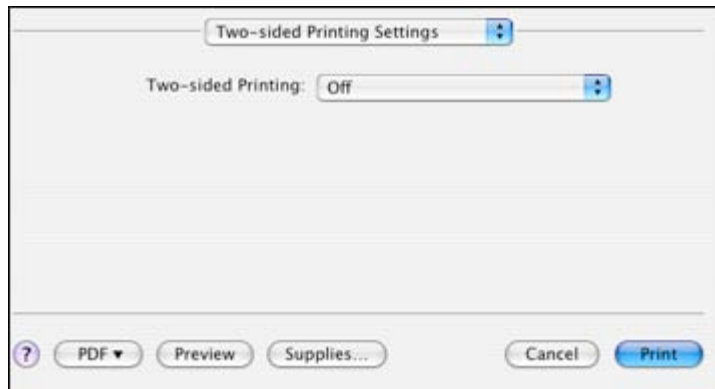 Two-sided Printing Settings
Two-sided Printing: Off
? PDF▼ Preview Supplies... Cancel Print